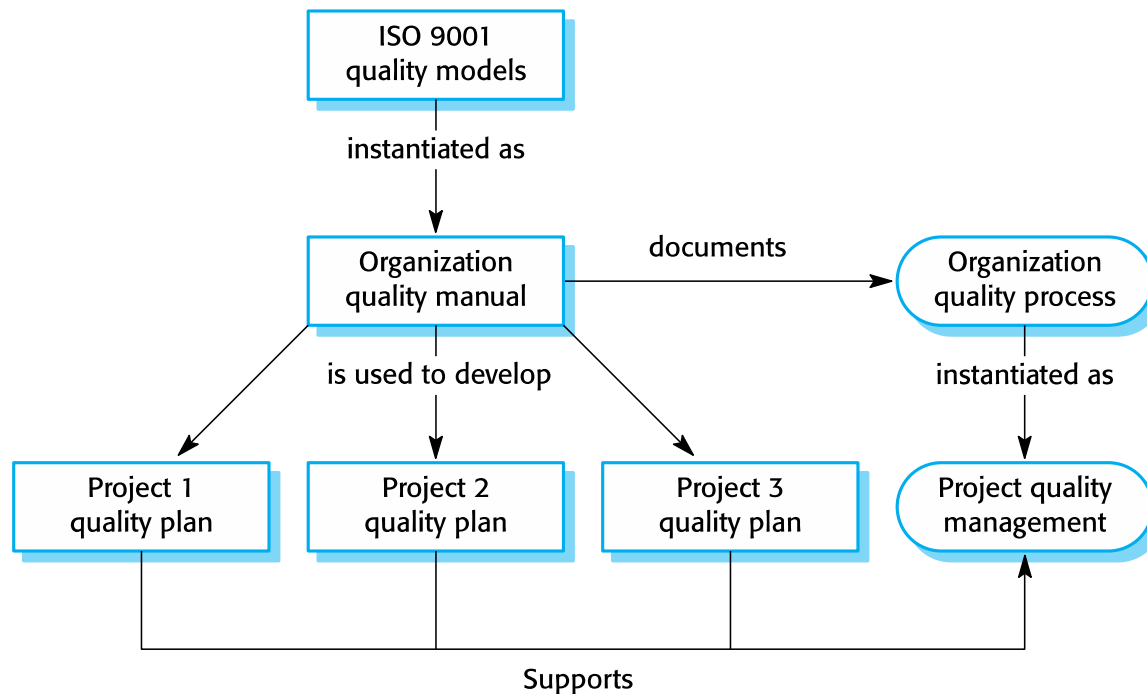 ISO 9001
quality models
instantiated as
Organization
quality manual
documents
Organization
quality process
is used to develop
instantiated as
Project 1
quality plan
Project 2
quality plan
Project 3
quality plan
Project quality
management
Supports